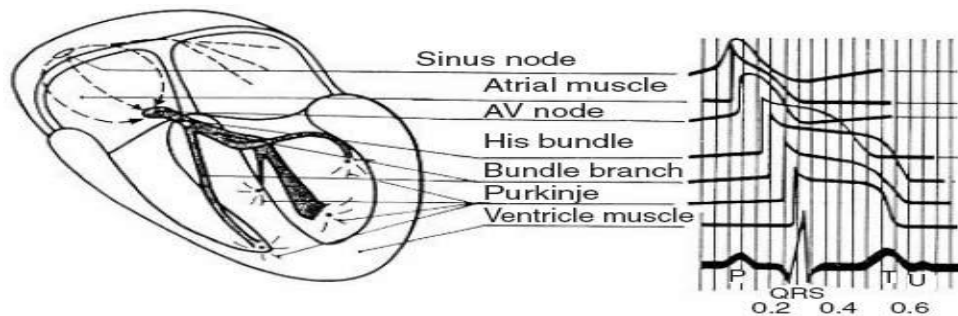 Sinus node
Atrial muscle
AV node
His bundle
Bundle branch
Purkinje
Ventricle muscle
P T U
QRS
0.2 0.4 0.6